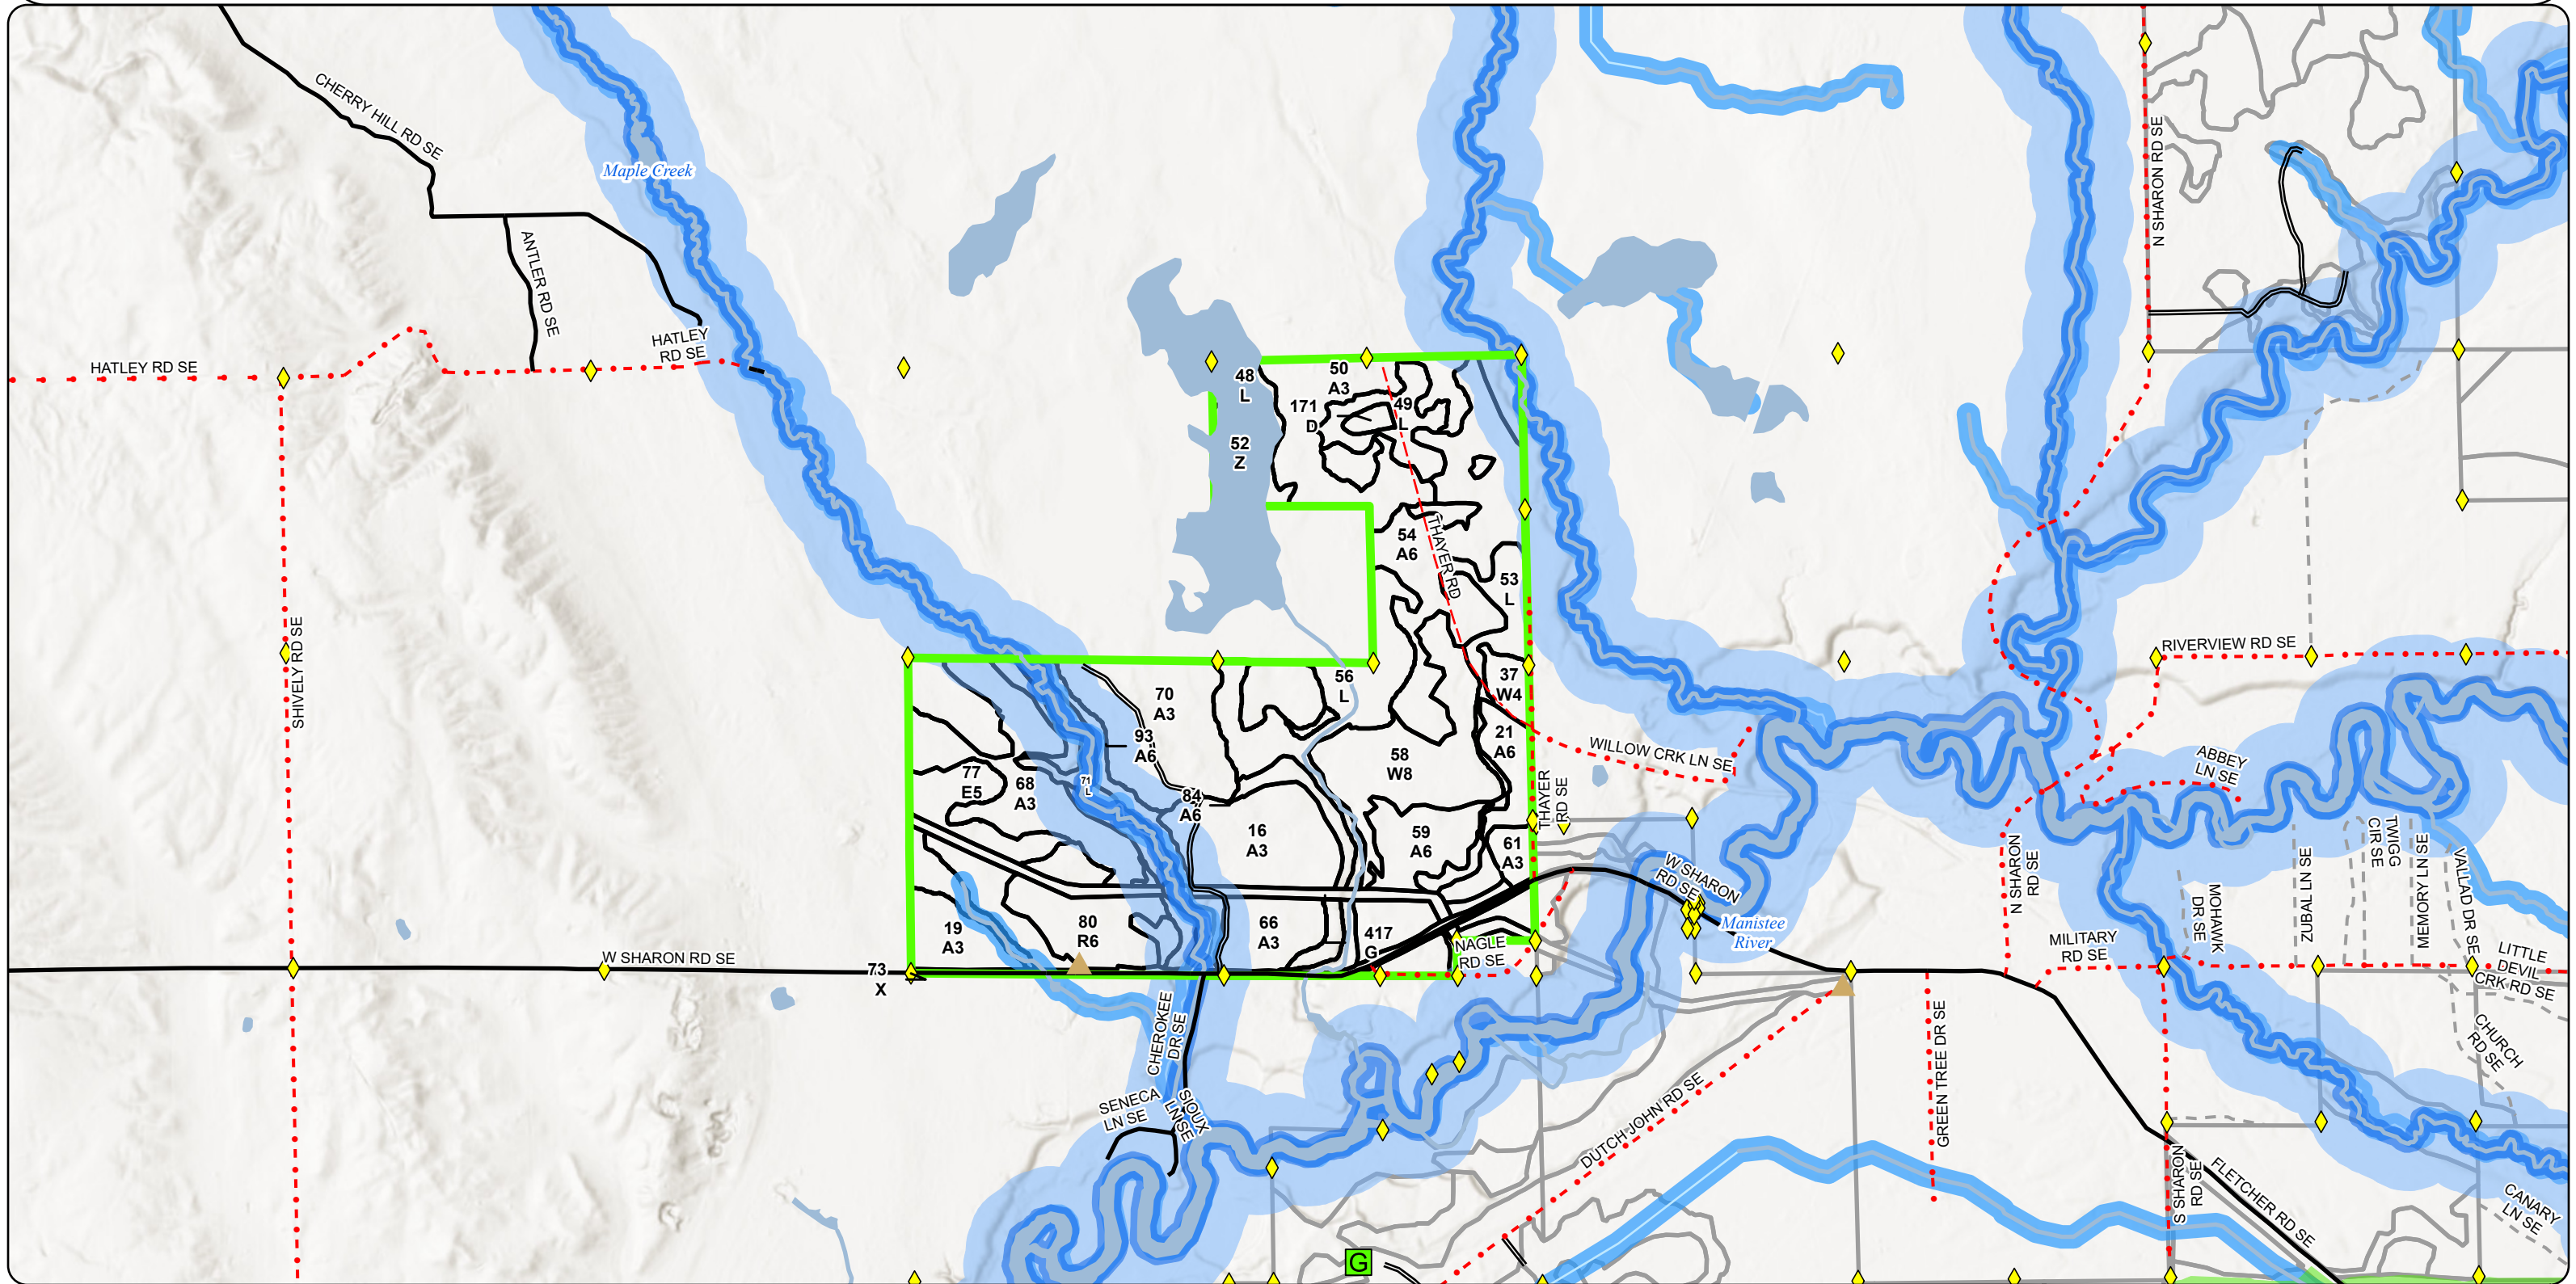 CHERRY HILL RD SE
Maple Creek
N SHARON RD SE
ANTLER RD SE
HATLEY
RD SE
HATLEY RD SE
48
L
50
A3
171
D
49
L
52
Z
54
A6
THAYER RD
53
L
SHIVELY RD SE
RIVERVIEW RD SE
56
L
37
W4
70
A3
93
A6
21
A6
WILLOW CRK LN SE
58
W8
77
E5
68
A3
71
L
84
A6
THAYER
RD SE
ABBEY
LN SE
16
A3
59
A6
61
A3
W SHARON
RD SE
N SHARON
RD SE
TWIGG
CIR SE
ZUBAL LN SE
MEMORY LN SE
VALLAD DR SE
MOHAWK
DR SE
19
A3
80
R6
66
A3
417
G
NAGLE
RD SE
Manistee
River
MILITARY
RD SE
LITTLE
DEVIL
CRK RD SE
W SHARON RD SE
73
X
CHEROKEE
DR SE
SENECA
LN SE
SIOUX
LN SE
DUTCH JOHN RD SE
GREEN TREE DR SE
CHURCH
RD SE
S SHARON
RD SE
FLETCHER RD SE
CANARY
LN SE
G